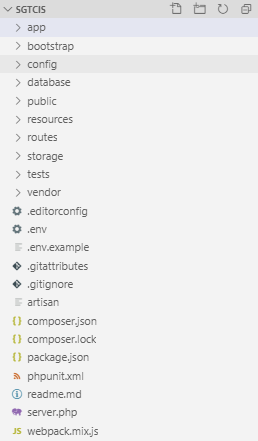 SGTCIS
app
bootstrap
config
database
public
resources
routes
storage
tests
vendor
.editorconfig
.env
.env.example
.gitattributes
.gitignore
artisan
composer.json
composer.lock
package.json
phpunit.xml
readme.md
server.php
webpack.mix.js